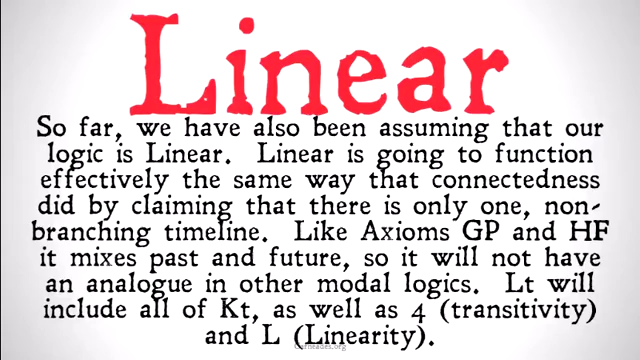 Linear
So far, we have also been assuming that our
logic is Linear.  Linear is going to function
effectively the same way that connectedness
did by claiming that there is only one, non-
branching timeline.  Like Axioms GP and HF
it mixes past and future, so it will not have
an analogue in other modal logics.  Lt will
include all of Kt, as well as 4 (transitivity)
and L (Linearity).
Carneades.org